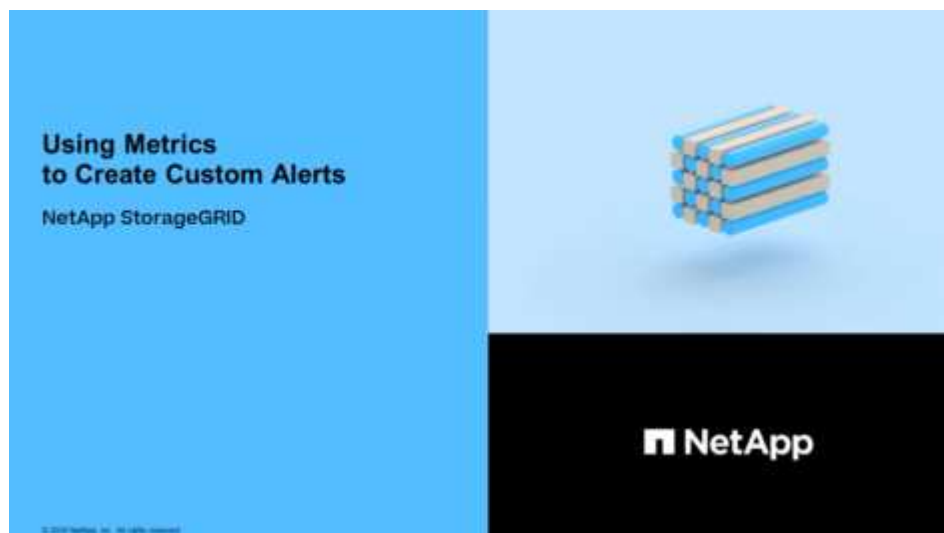 Using Metrics
to Create Custom Alerts
NetApp StorageGRID
NetApp